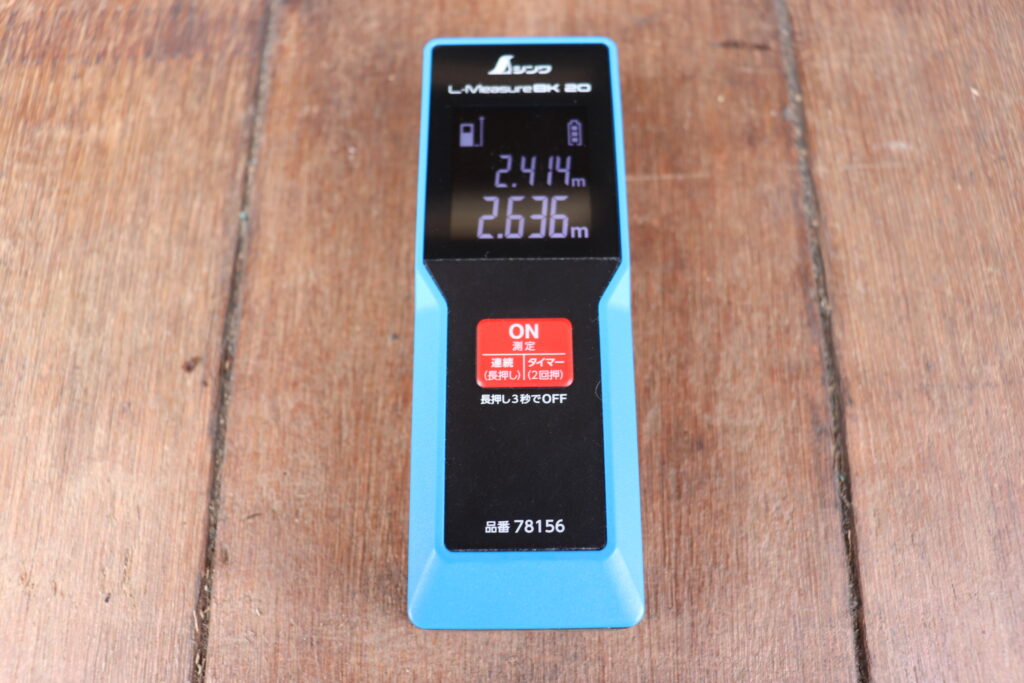 シンワ
L-Measure BK 20
2.414m
2.636m
ON
測定
連続 タイマー
(長押し) (2回押)
長押し3秒でOFF
品番 78156